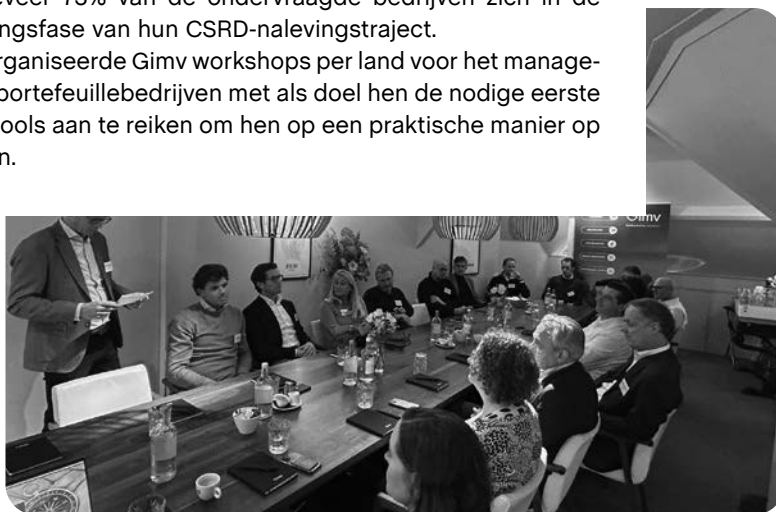 ingsfase van hun CSRD-nalevingstraject.
rganiseerde Gimv workshops per land voor het manage-
portefeuillebedrijven met als doel hen de nodige eerste
ools aan te reiken om hen op een praktische manier op
n.
Gimv